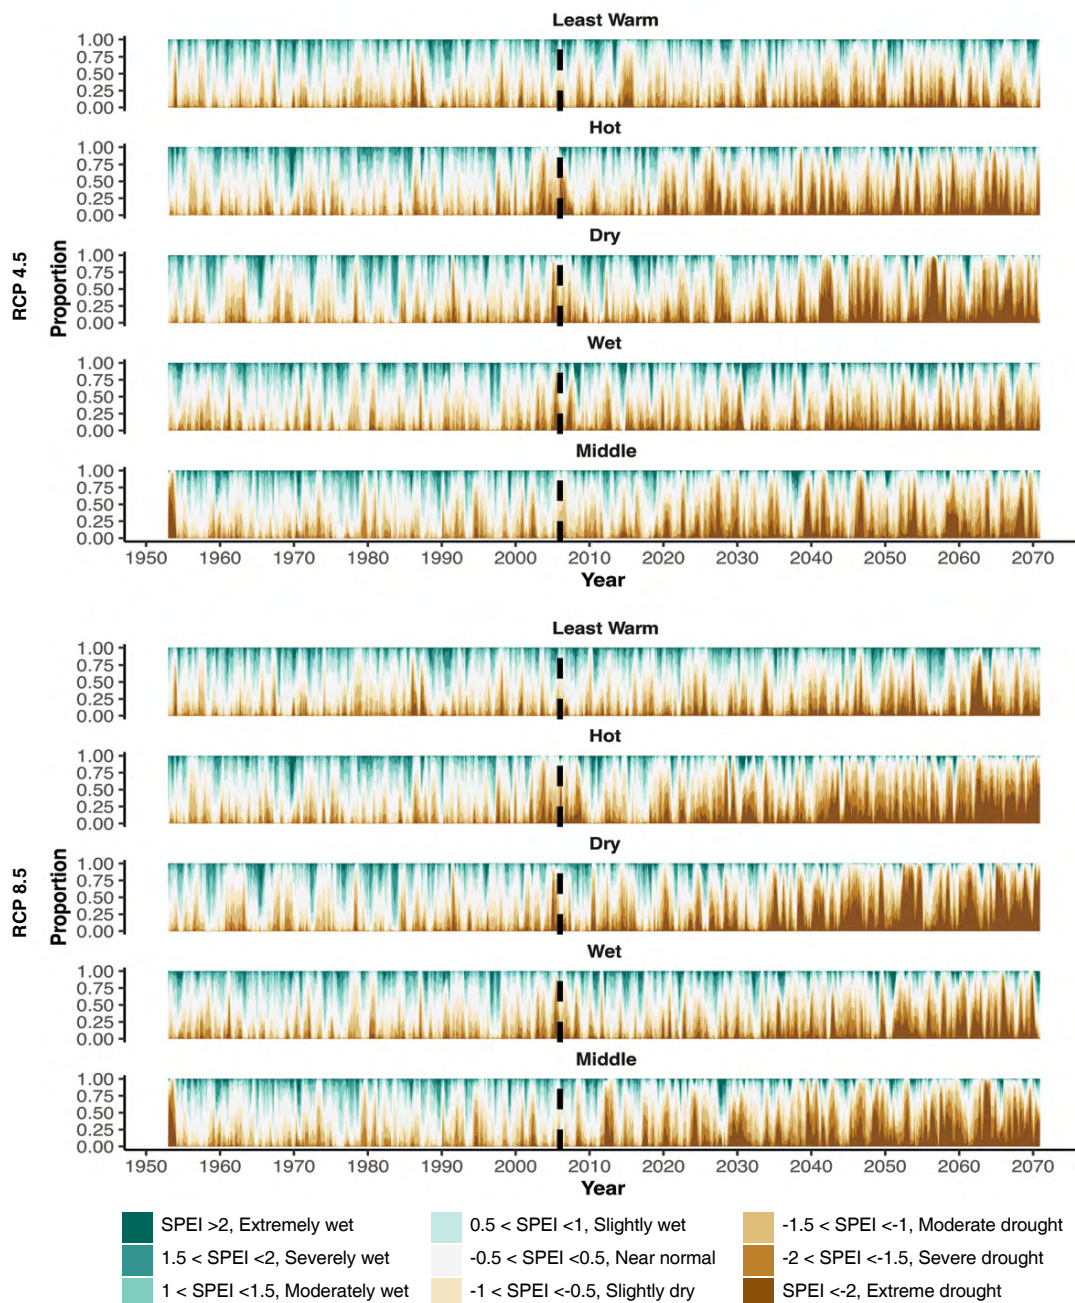 Least Warm
1.00
0.75
0.50
0.25
0.00
Hot
1.00
0.75
0.50
0.25
0.00
Dry
1.00
0.75
0.50
0.25
0.00
Wet
1.00
0.75
0.50
0.25
0.00
Middle
1.00
0.75
0.50
0.25
0.00
RCP 4.5
Proportion
1950 1960 1970 1980 1990 2000 2010 2020 2030 2040 2050 2060 2070
Year
Least Warm
1.00
0.75
0.50
0.25
0.00
Hot
1.00
0.75
0.50
0.25
0.00
Dry
1.00
0.75
0.50
0.25
0.00
Wet
1.00
0.75
0.50
0.25
0.00
Middle
1.00
0.75
0.50
0.25
0.00
RCP 8.5
Proportion
1950 1960 1970 1980 1990 2000 2010 2020 2030 2040 2050 2060 2070
Year
SPEI >2, Extremely wet
1.5 < SPEI <2, Severely wet
1 < SPEI <1.5, Moderately wet
0.5 < SPEI <1, Slightly wet
-0.5 < SPEI <0.5, Near normal
-1 < SPEI <-0.5, Slightly dry
-1.5 < SPEI <-1, Moderate drought
-2 < SPEI <-1.5, Severe drought
SPEI <-2, Extreme drought